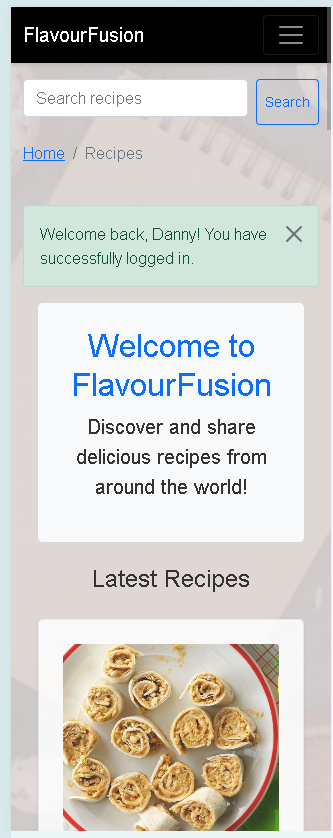 FlavourFusion
Search recipes
Search
Home / Recipes
Welcome back, Danny! You have
successfully logged in.
Welcome to
FlavourFusion
Discover and share
delicious recipes from
around the world!
Latest Recipes